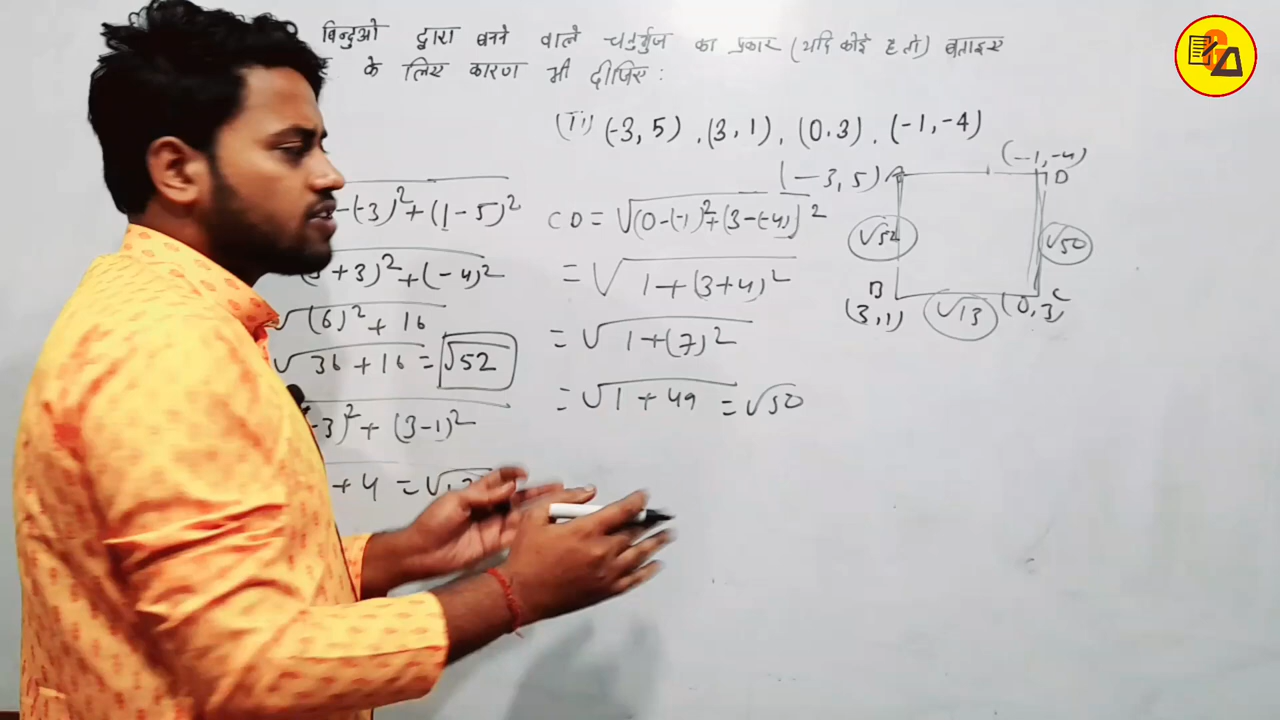 बिन्दुओ द्वारा बनने वाले चतुर्भुज का प्रकार (यदि कोई है तो) बताइए
के लिए कारण भी दीजिए :
(ii) (-3, 5) , (3, 1), (0, 3), (-1, -4)
-(-3)²+(1-5)²
+3)²+(-4)²
√(6)²+16
√36+16=√52
-3)²+(3-1)²
+4=√13
CD=√(0-(-1)²+(3-(-4))²
=√1+(3+4)²
=√1+(7)²
=√1+49=√50
(-3,5) A
(-1,-4)
D
√52
√50
B
(3,1)
√13
(0,3)
C